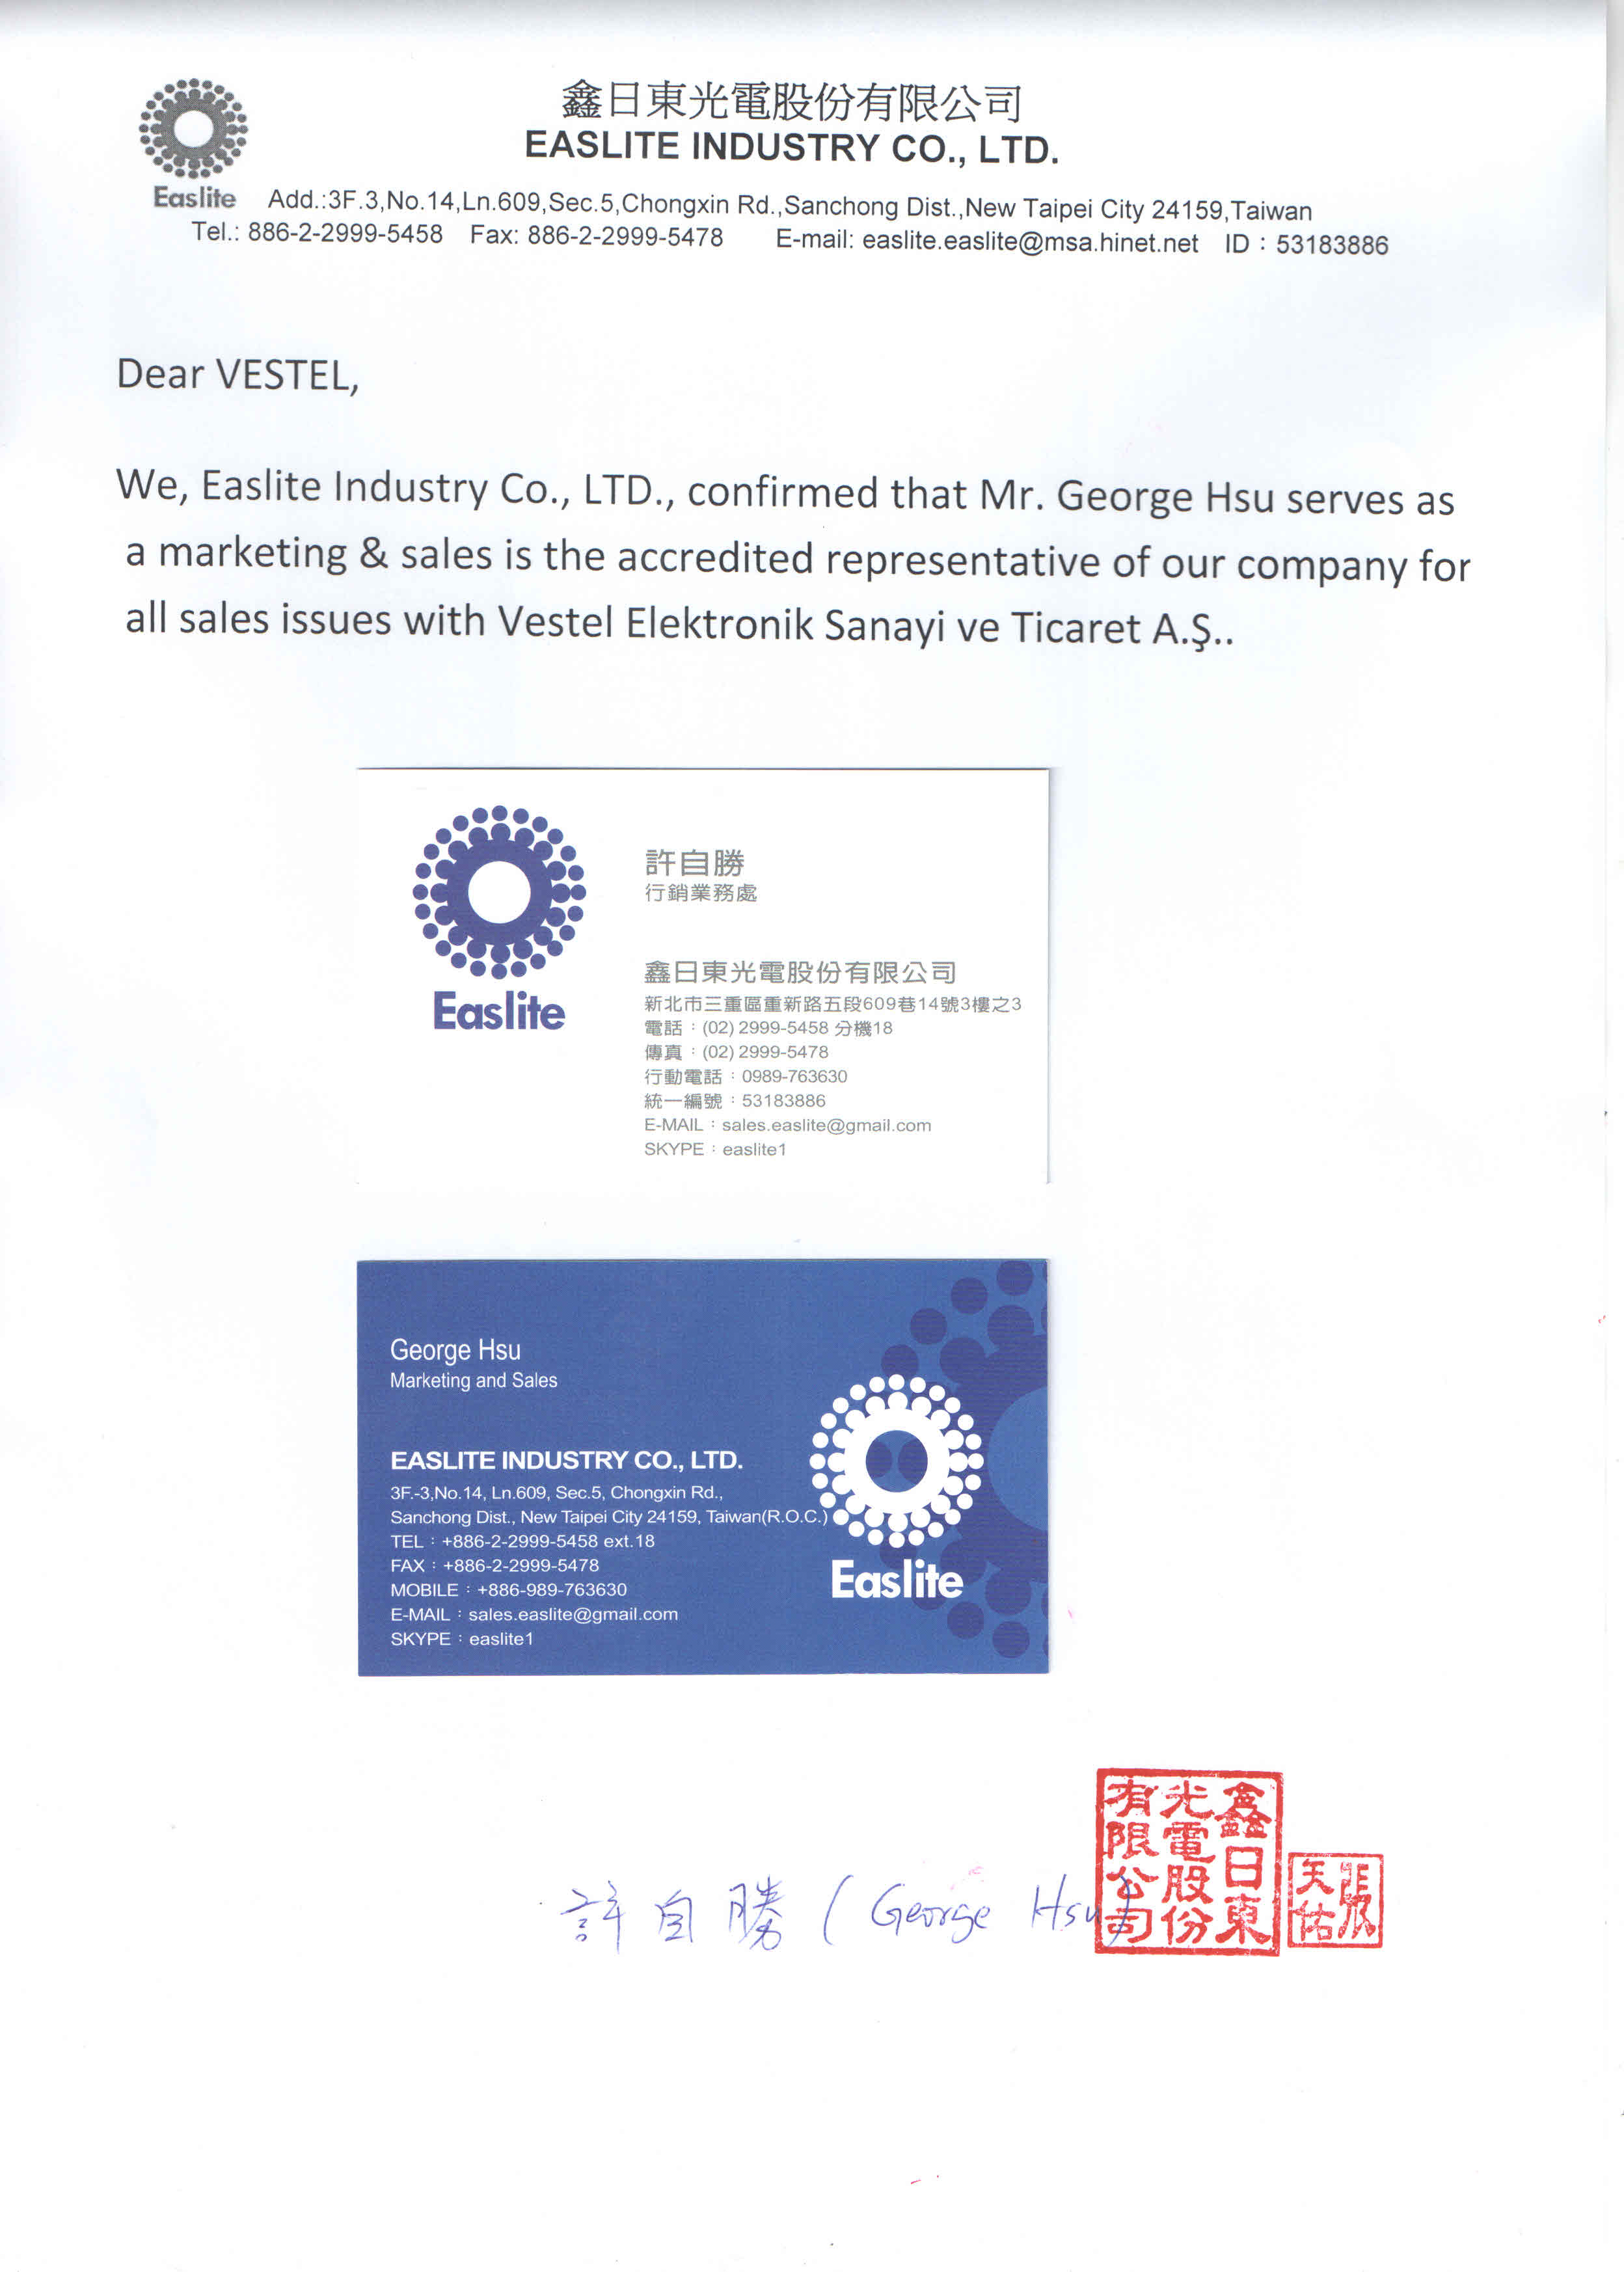 鑫日東光電股份有限公司
EASLITE INDUSTRY CO., LTD.
Easlite
Add.:3F.3,No.14,Ln.609,Sec.5,Chongxin Rd.,Sanchong Dist.,New Taipei City 24159,Taiwan
Tel.: 886-2-2999-5458 Fax: 886-2-2999-5478 E-mail: easlite.easlite@msa.hinet.net ID：53183886
Dear VESTEL,
We, Easlite Industry Co., LTD., confirmed that Mr. George Hsu serves as
a marketing & sales is the accredited representative of our company for
all sales issues with Vestel Elektronik Sanayi ve Ticaret A.Ş..
Easlite
許自勝
行銷業務處
鑫日東光電股份有限公司
新北市三重區重新路五段609巷14號3樓之3
電話：(02) 2999-5458 分機18
傳真：(02) 2999-5478
行動電話：0989-763630
統一編號：53183886
E-MAIL：sales.easlite@gmail.com
SKYPE：easlite1
George Hsu
Marketing and Sales
EASLITE INDUSTRY CO., LTD.
3F.-3,No.14, Ln.609, Sec.5, Chongxin Rd.,
Sanchong Dist., New Taipei City 24159, Taiwan(R.O.C.)
TEL：+886-2-2999-5458 ext.18
FAX：+886-2-2999-5478
MOBILE：+886-989-763630
E-MAIL：sales.easlite@gmail.com
SKYPE：easlite1
Easlite
許自勝 (George Hsu)
鑫日東
光電股份
有限公司
張
天佑